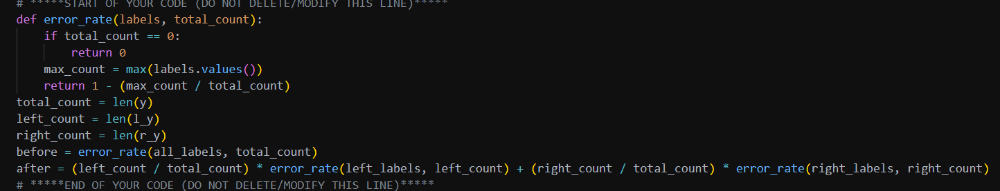 # *****START OF YOUR CODE (DO NOT DELETE/MODIFY THIS LINE)*****
def error_rate(labels, total_count):
    if total_count == 0:
        return 0
    max_count = max(labels.values())
    return 1 - (max_count / total_count)
total_count = len(y)
left_count = len(l_y)
right_count = len(r_y)
before = error_rate(all_labels, total_count)
after = (left_count / total_count) * error_rate(left_labels, left_count) + (right_count / total_count) * error_rate(right_labels, right_count)
# *****END OF YOUR CODE (DO NOT DELETE/MODIFY THIS LINE)*****